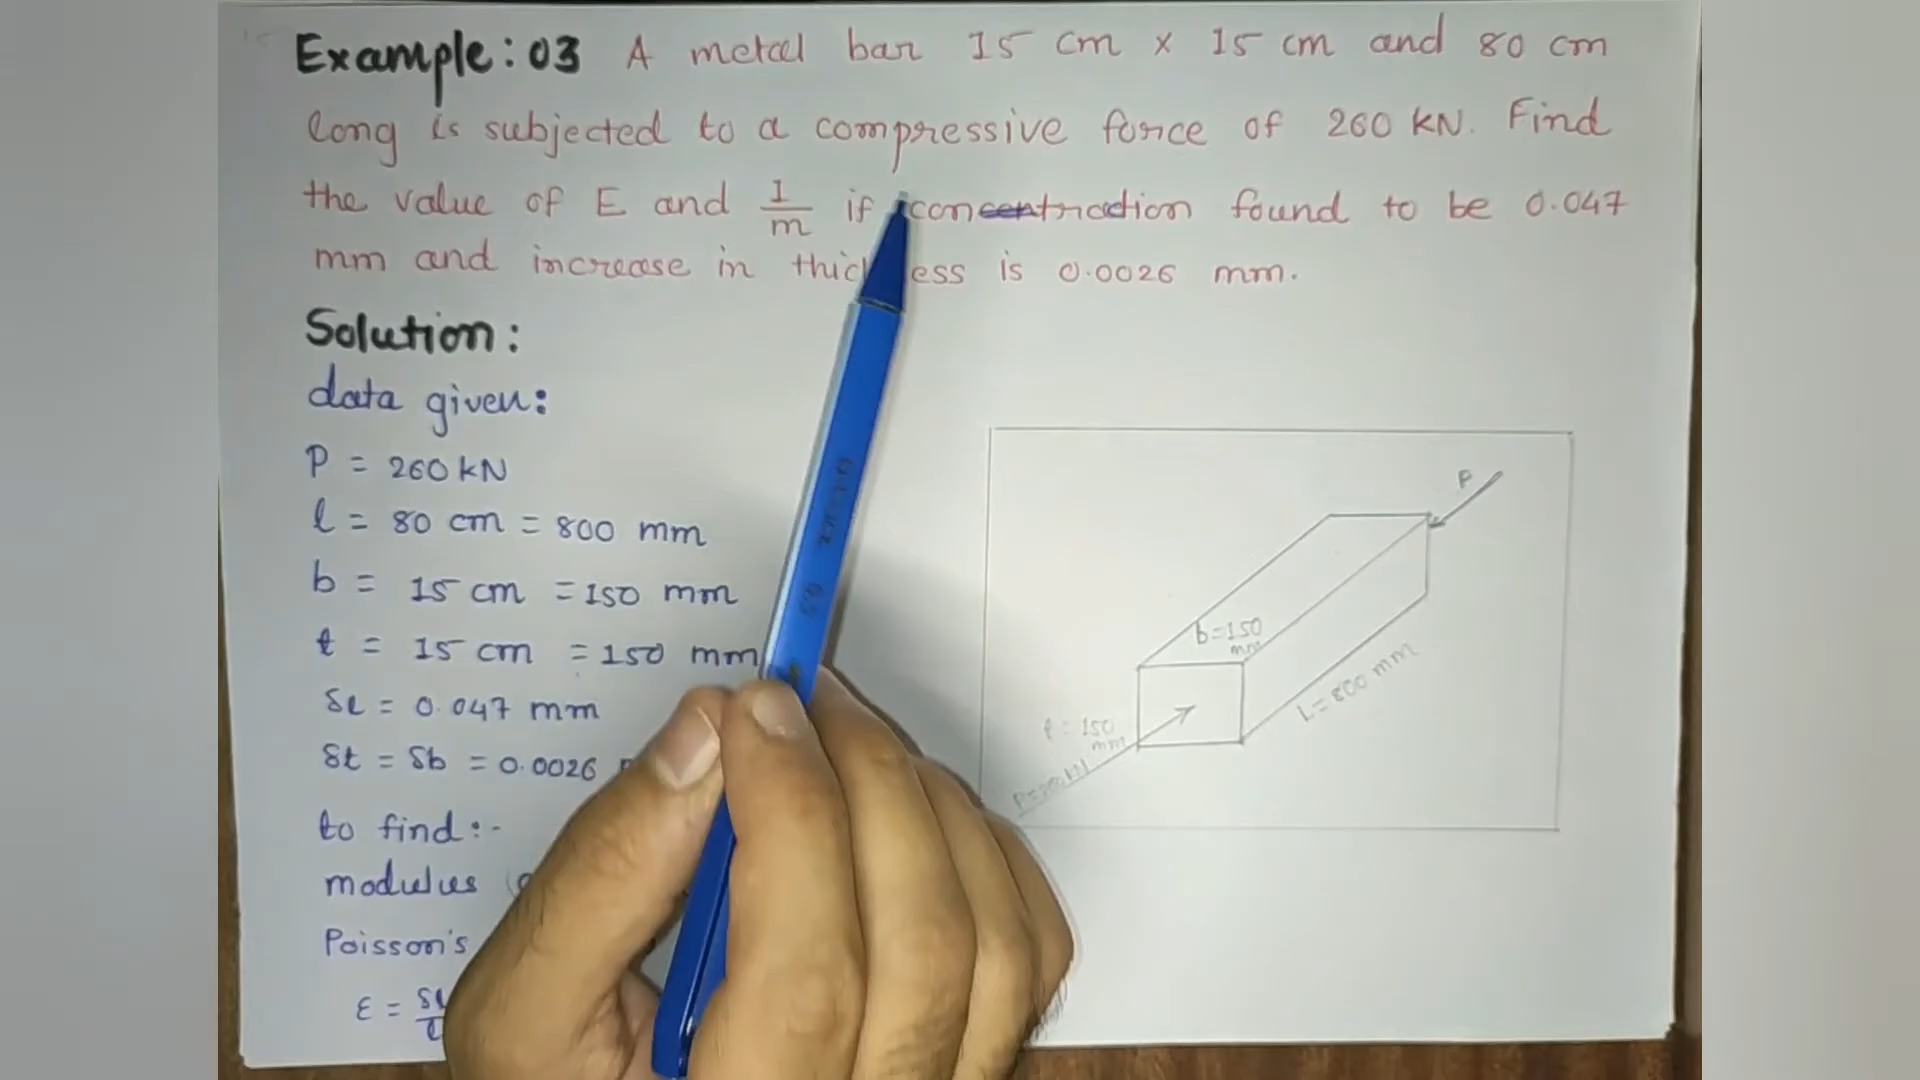 Example: 03 A metal bar 15 cm x 15 cm and 80 cm
long is subjected to a compressive force of 260 KN. Find
the value of E and 1/m if contraction found to be 0.047
mm and increase in thickness is 0.0026 mm.
Solution:
data given:
P = 260 KN
l = 80 cm = 800 mm
b = 15 cm = 150 mm
t = 15 cm = 150 mm
δl = 0.047 mm
δt = δb = 0.0026
to find:-
modulus
Poisson's
ε = δl/l
P
b=150
mm
L = 800 mm
t = 150
mm